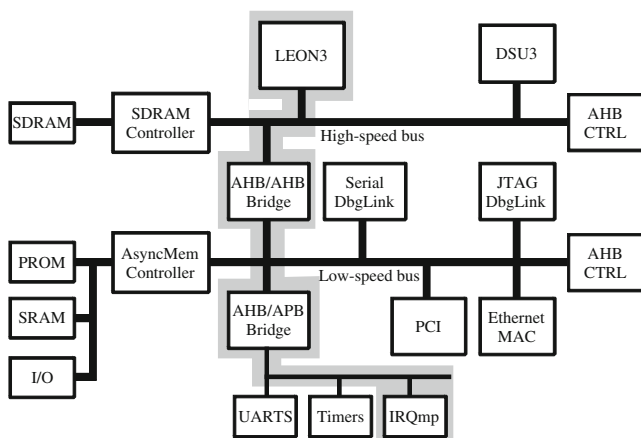 LEON3
DSU3
SDRAM
SDRAM
Controller
AHB
CTRL
High-speed bus
AHB/AHB
Bridge
Serial
DbgLink
JTAG
DbgLink
PROM
AsyncMem
Controller
AHB
CTRL
Low-speed bus
SRAM
AHB/APB
Bridge
PCI
Ethernet
MAC
I/O
UARTS
Timers
IRQmp